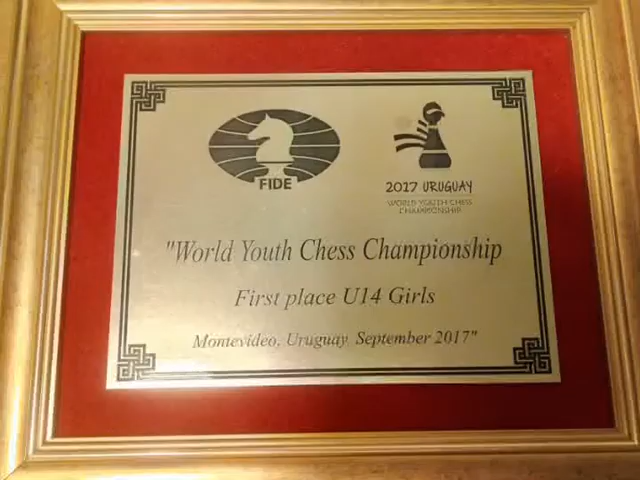 FIDE
2017 URUGUAY
WORLD YOUTH CHESS
CHAMPIONSHIP
"World Youth Chess Championship
First place U14 Girls
Montevideo, Uruguay September 2017"